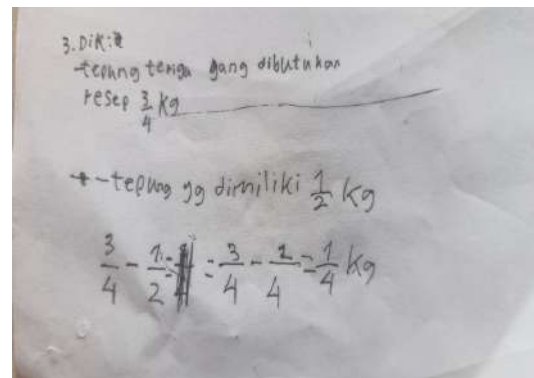 3. Dik:
-tepung terigu yang dibutuhan
resep 3/4 kg
-tepung yg dimiliki 1/2 kg
3/4 - 1/2 = = 3/4 - 2/4 = 1/4 kg